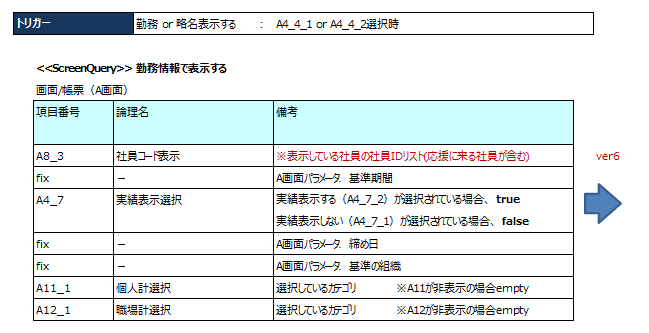 トリガー 勤務 or 略名表示する ： A4_4_1 or A4_4_2選択時
<<ScreenQuery>> 勤務情報で表示する
画面/帳票（A画面）
項目番号 論理名 備考
A8_3 社員コード表示 ※表示している社員の社員IDリスト(応援に来る社員が含む) ver6
fix － A画面パラメータ. 基準期間
A4_7 実績表示選択 実績表示する（A4_7_2）が選択されている場合、true
実績表示しない（A4_7_1）が選択されている場合、false
fix － A画面パラメータ. 締め日
fix － A画面パラメータ. 基準の組織
A11_1 個人計選択 選択しているカテゴリ ※A11が非表示の場合empty
A12_1 職場計選択 選択しているカテゴリ ※A12が非表示の場合empty